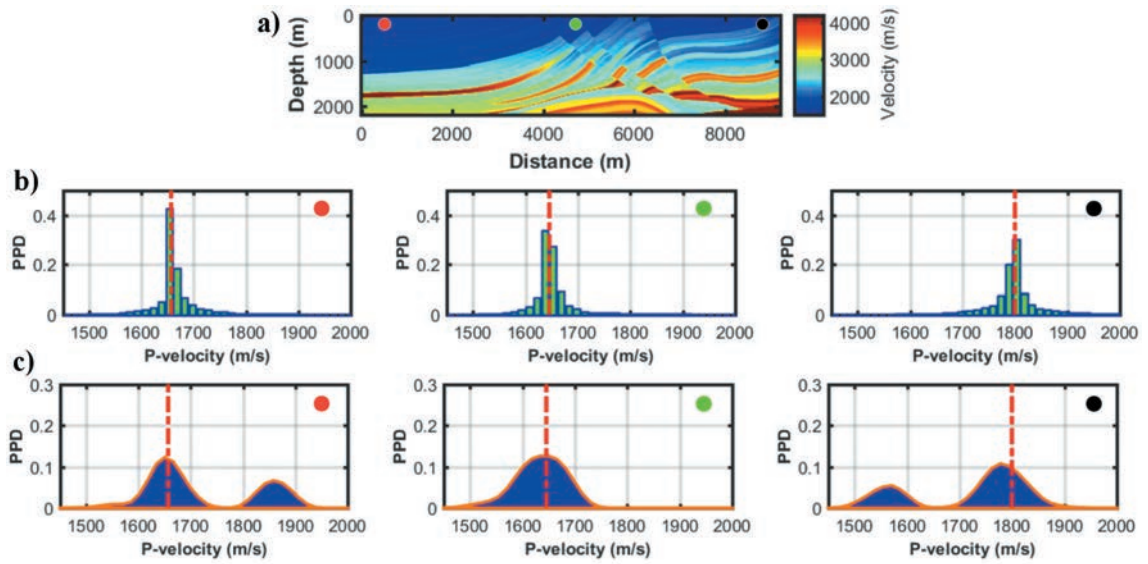 a)
Depth (m)
0
1000
2000
0 2000 4000 6000 8000
Distance (m)
4000
3000
2000
Velocity (m/s)
b)
PPD
0.4
0.2
0
1500 1600 1700 1800 1900 2000
P-velocity (m/s)
PPD
0.4
0.2
0
1500 1600 1700 1800 1900 2000
P-velocity (m/s)
PPD
0.4
0.2
0
1500 1600 1700 1800 1900 2000
P-velocity (m/s)
c)
PPD
0.3
0.2
0.1
0
1500 1600 1700 1800 1900 2000
P-velocity (m/s)
PPD
0.3
0.2
0.1
0
1500 1600 1700 1800 1900 2000
P-velocity (m/s)
PPD
0.3
0.2
0.1
0
1500 1600 1700 1800 1900 2000
P-velocity (m/s)